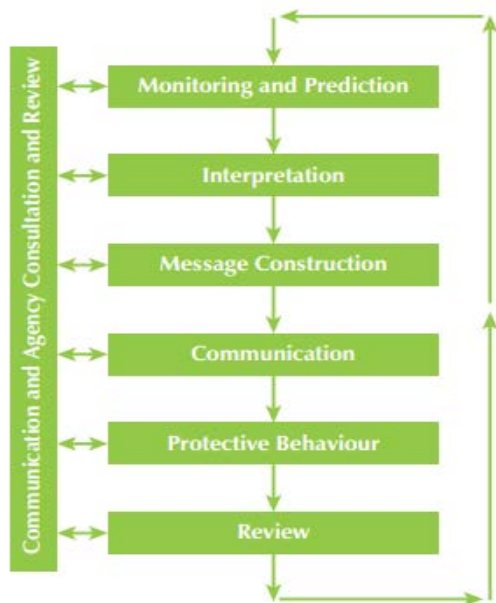 Communication and Agency Consultation and Review
Monitoring and Prediction
Interpretation
Message Construction
Communication
Protective Behaviour
Review